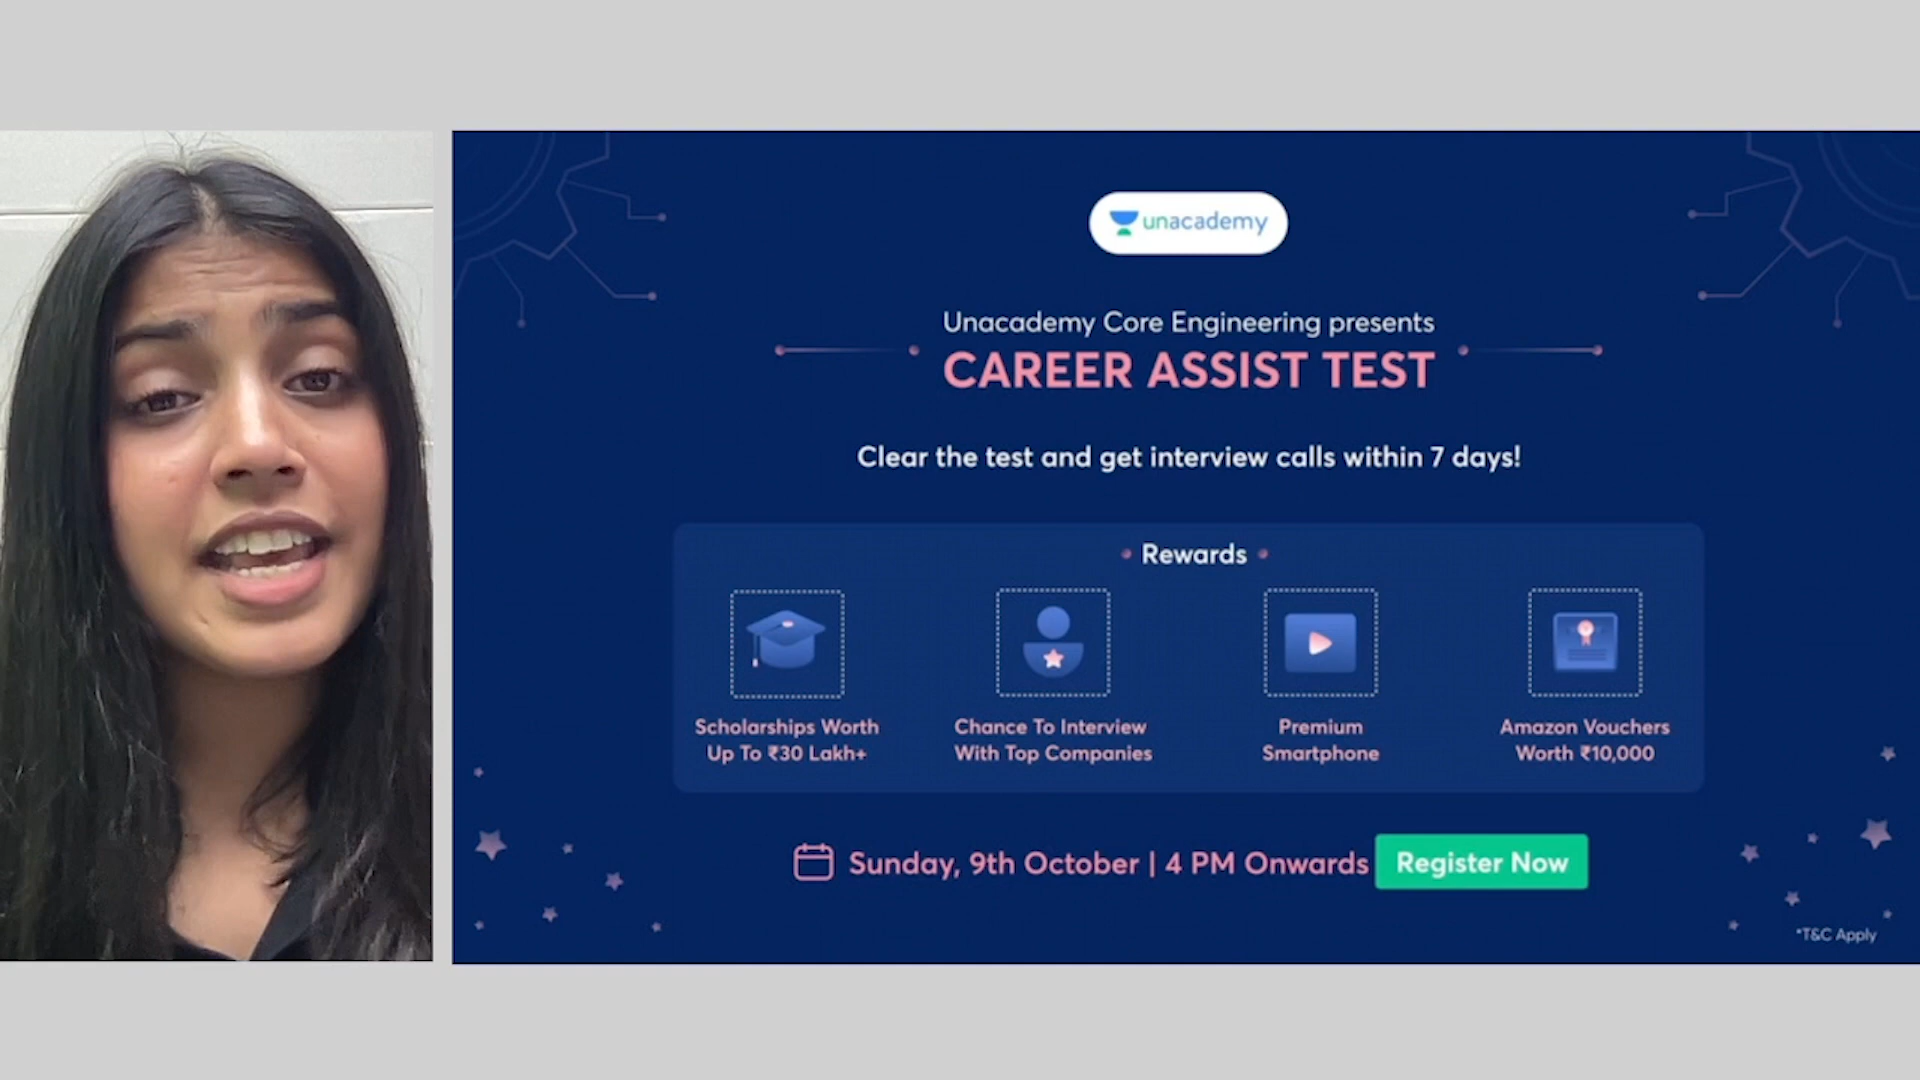 unacademy
Unacademy Core Engineering presents
CAREER ASSIST TEST
Clear the test and get interview calls within 7 days!
Rewards
Scholarships Worth
Up To ₹30 Lakh+
Chance To Interview
With Top Companies
Premium
Smartphone
Amazon Vouchers
Worth ₹10,000
Sunday, 9th October | 4 PM Onwards
Register Now
*T&C Apply